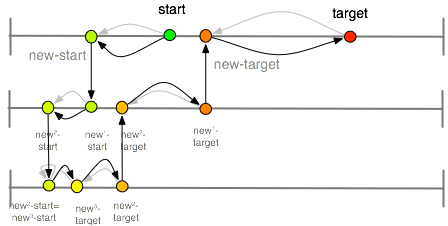 start
target
new-start
new-target
new²-
start
new¹-
start
new²-
target
new¹-
target
new²-start=
new³-start
new³-
target
new²-
target